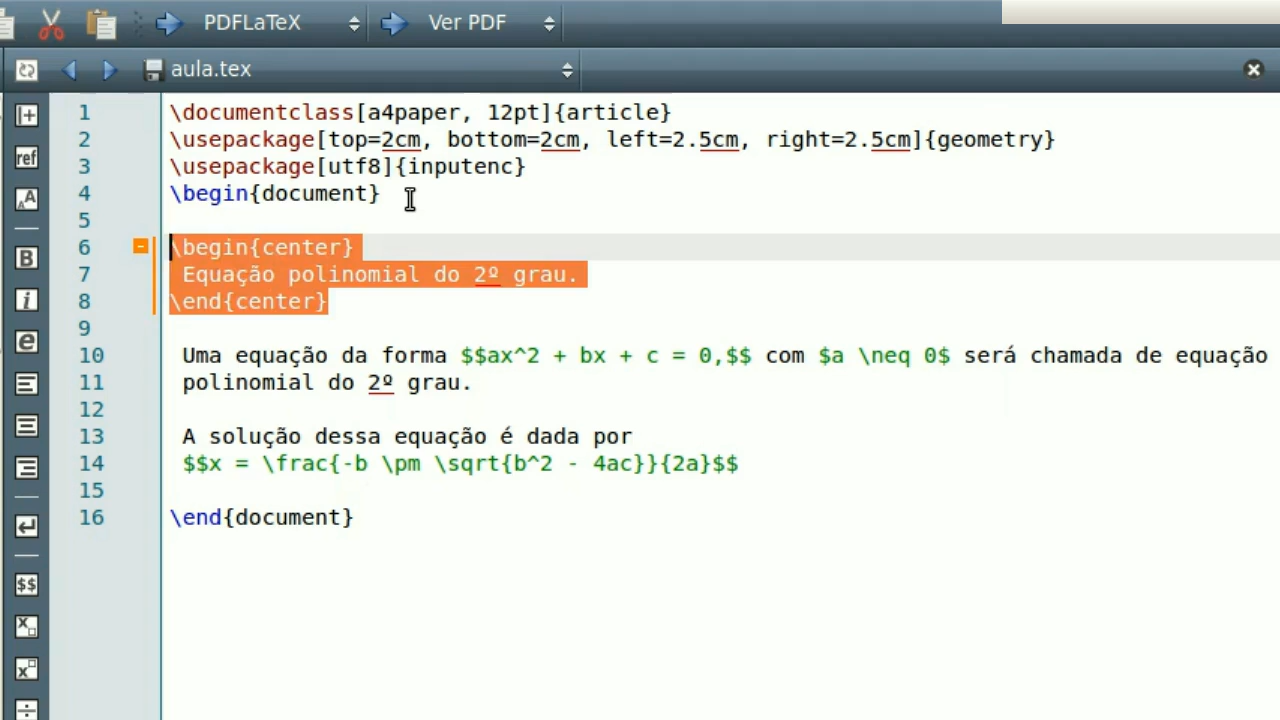 PDFLaTeX Ver PDF
aula.tex
1 \documentclass[a4paper, 12pt]{article}
2 \usepackage[top=2cm, bottom=2cm, left=2.5cm, right=2.5cm]{geometry}
3 \usepackage[utf8]{inputenc}
4 \begin{document}
5
6 \begin{center}
7 Equação polinomial do 2º grau.
8 \end{center}
9
10 Uma equação da forma $$ax^2 + bx + c = 0,$$ com $a \neq 0$ será chamada de equação
11 polinomial do 2º grau.
12
13 A solução dessa equação é dada por
14 $$x = \frac{-b \pm \sqrt{b^2 - 4ac}}{2a}$$
15
16 \end{document}
ref
A
B
i
e
$$
x
x